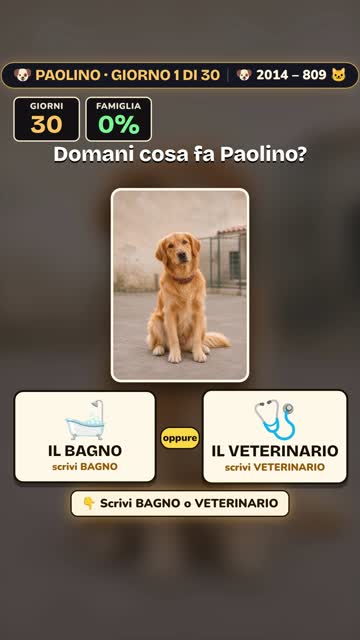 🐶 PAOLINO · GIORNO 1 DI 30 | 🐶 2014 – 809 🐱
GIORNI
30
FAMIGLIA
0%
Domani cosa fa Paolino?
IL BAGNO
scrivi BAGNO
oppure
IL VETERINARIO
scrivi VETERINARIO
👇 Scrivi BAGNO o VETERINARIO